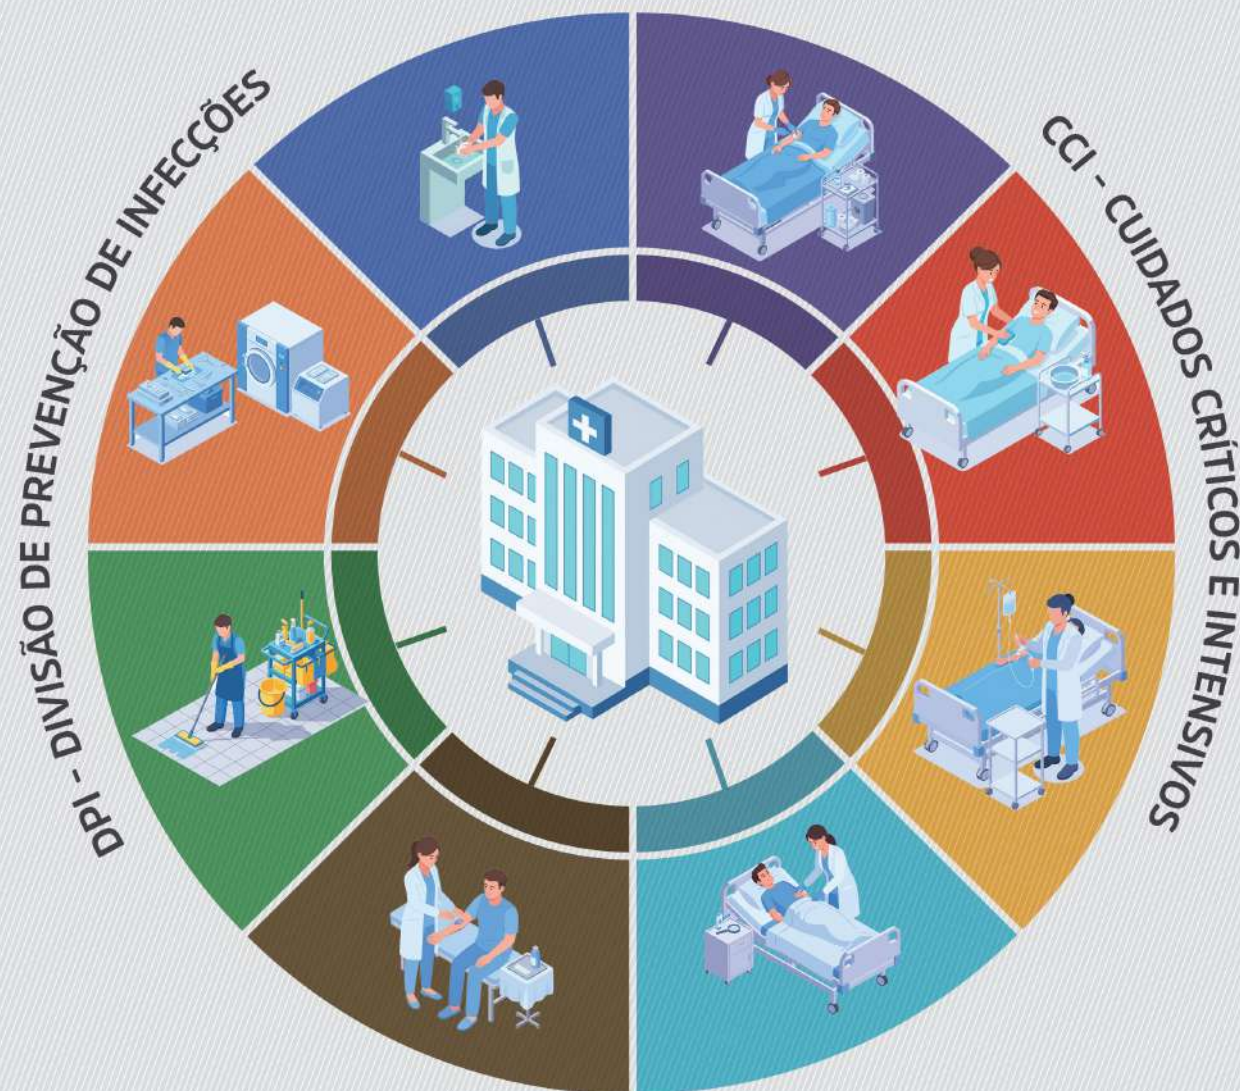 DPI - DIVISÃO DE PREVENÇÃO DE INFECÇÕES
CCI - CUIDADOS CRÍTICOS E INTENSIVOS